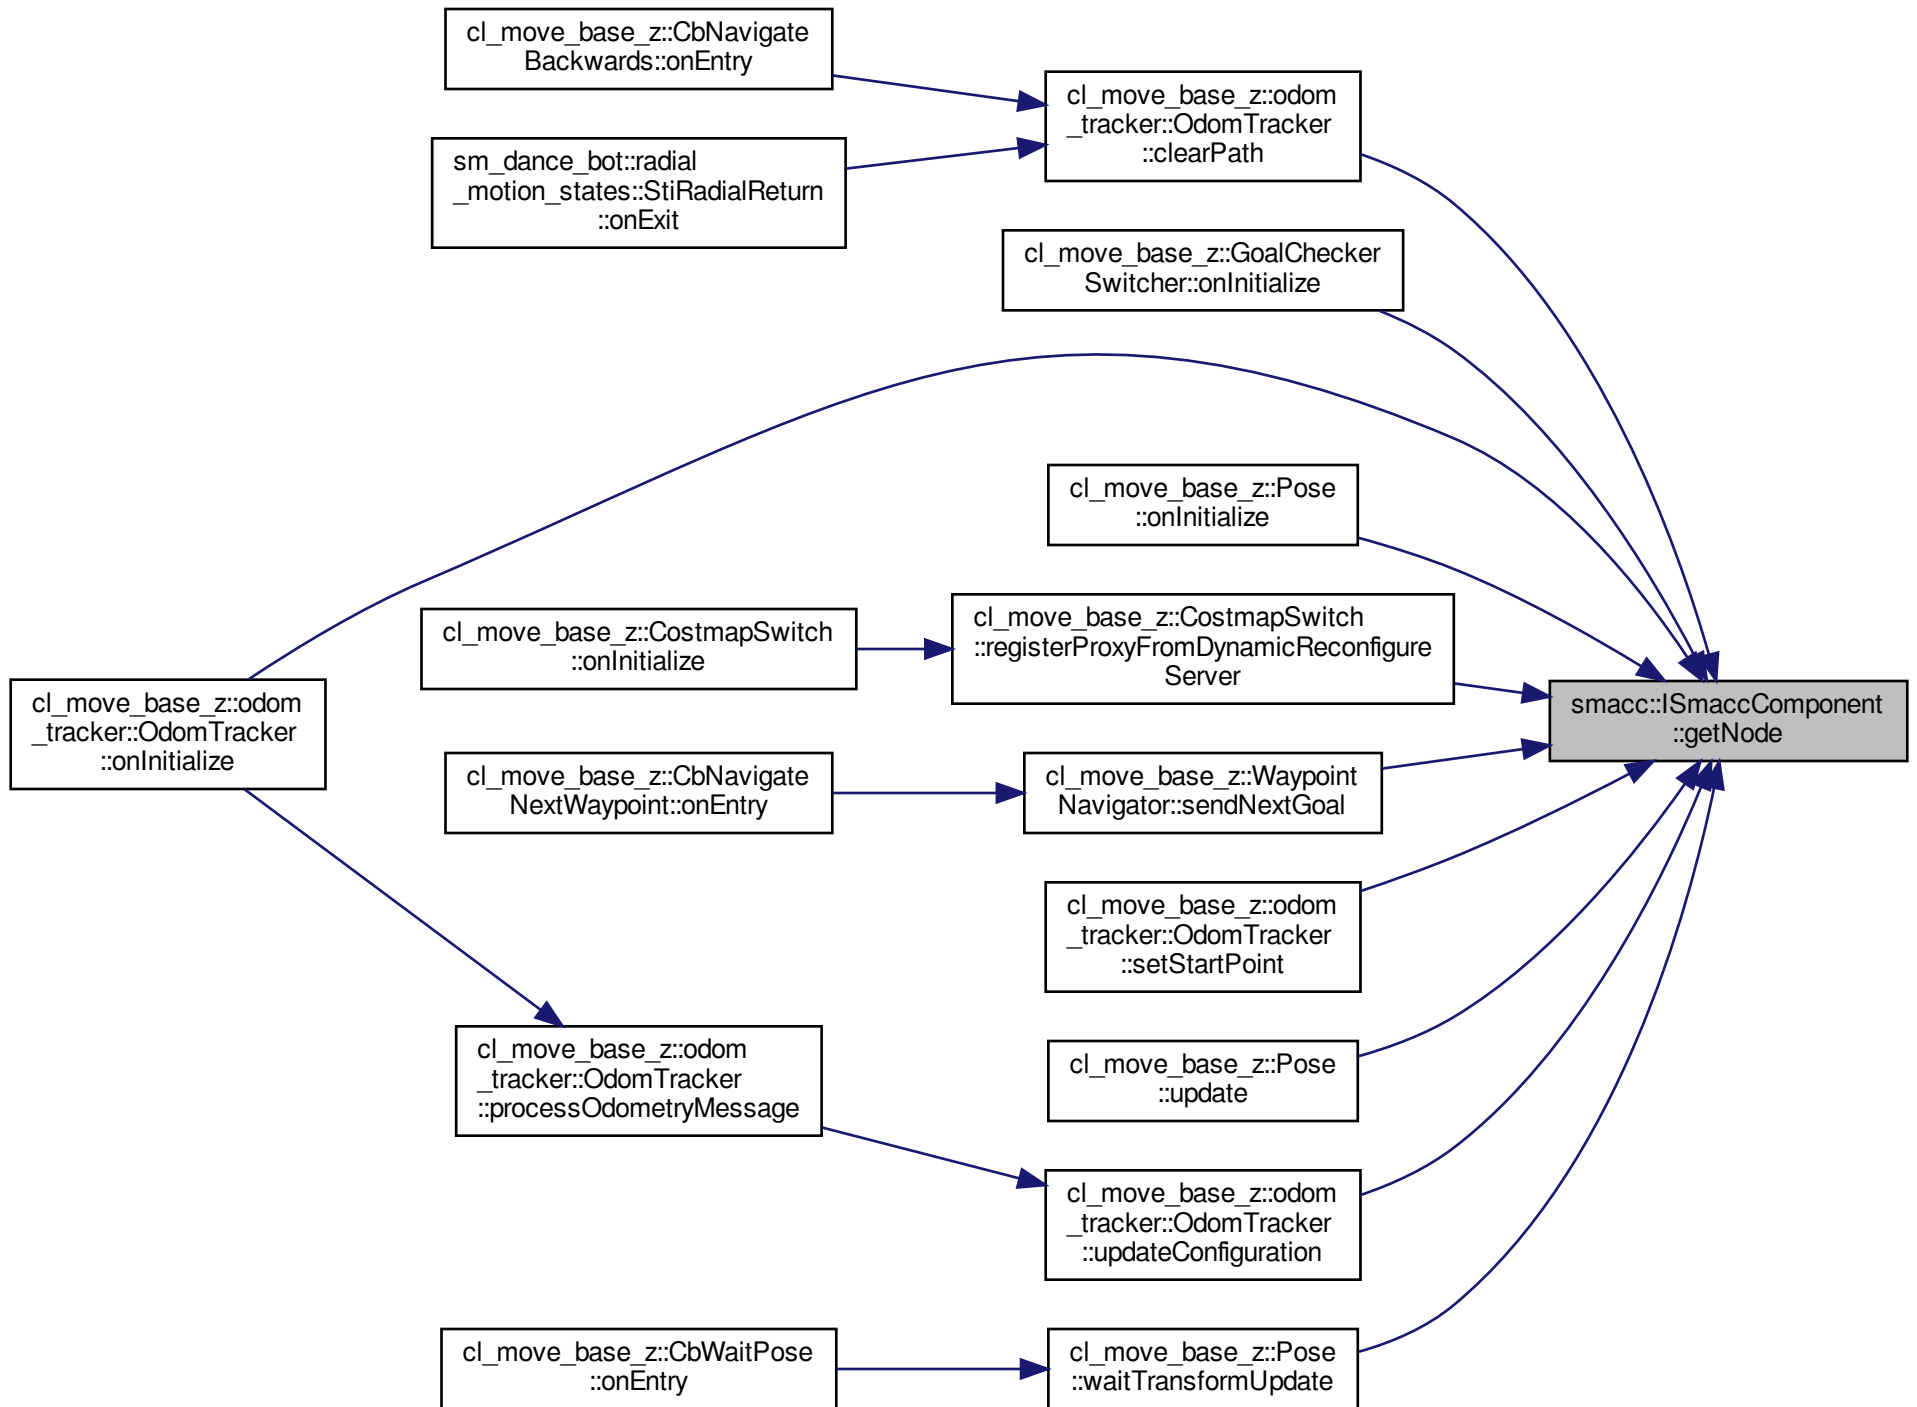 cl_move_base_z::CbNavigate
Backwards::onEntry
cl_move_base_z::odom
_tracker::OdomTracker
::clearPath
sm_dance_bot::radial
_motion_states::StiRadialReturn
::onExit
cl_move_base_z::GoalChecker
Switcher::onInitialize
cl_move_base_z::Pose
::onInitialize
cl_move_base_z::CostmapSwitch
::onInitialize
cl_move_base_z::CostmapSwitch
::registerProxyFromDynamicReconfigure
Server
cl_move_base_z::odom
_tracker::OdomTracker
::onInitialize
smacc::ISmaccComponent
::getNode
cl_move_base_z::CbNavigate
NextWaypoint::onEntry
cl_move_base_z::Waypoint
Navigator::sendNextGoal
cl_move_base_z::odom
_tracker::OdomTracker
::setStartPoint
cl_move_base_z::odom
_tracker::OdomTracker
::processOdometryMessage
cl_move_base_z::Pose
::update
cl_move_base_z::odom
_tracker::OdomTracker
::updateConfiguration
cl_move_base_z::CbWaitPose
::onEntry
cl_move_base_z::Pose
::waitTransformUpdate